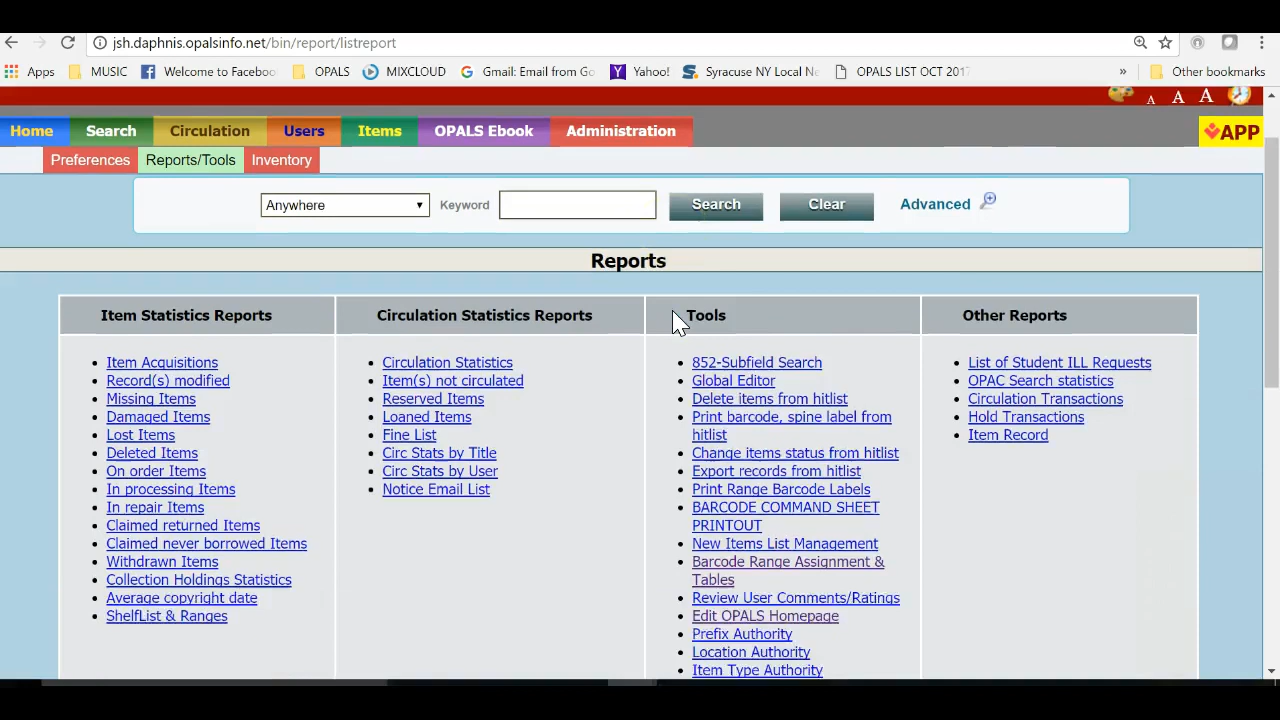 jsh.daphnis.opalsinfo.net/bin/report/listreport
Apps MUSIC Welcome to Faceboo OPALS MIXCLOUD Gmail: Email from Go Yahoo! Syracuse NY Local Ne OPALS LIST OCT 2017 » Other bookmarks
A A A
Home Search Circulation Users Items OPALS Ebook Administration APP
Preferences Reports/Tools Inventory
Anywhere Keyword Search Clear Advanced
Reports
Item Statistics Reports
Item Acquisitions
Record(s) modified
Missing Items
Damaged Items
Lost Items
Deleted Items
On order Items
In processing Items
In repair Items
Claimed returned Items
Claimed never borrowed Items
Withdrawn Items
Collection Holdings Statistics
Average copyright date
ShelfList & Ranges
Circulation Statistics Reports
Circulation Statistics
Item(s) not circulated
Reserved Items
Loaned Items
Fine List
Circ Stats by Title
Circ Stats by User
Notice Email List
Tools
852-Subfield Search
Global Editor
Delete items from hitlist
Print barcode, spine label from
hitlist
Change items status from hitlist
Export records from hitlist
Print Range Barcode Labels
BARCODE COMMAND SHEET
PRINTOUT
New Items List Management
Barcode Range Assignment &
Tables
Review User Comments/Ratings
Edit OPALS Homepage
Prefix Authority
Location Authority
Item Type Authority
Other Reports
List of Student ILL Requests
OPAC Search statistics
Circulation Transactions
Hold Transactions
Item Record